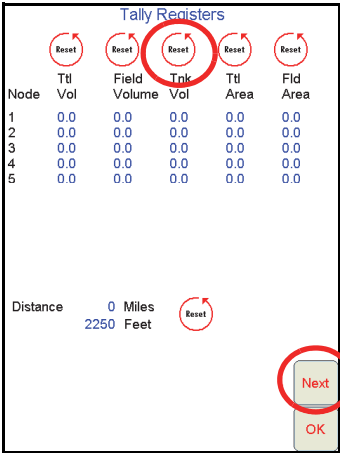 Tally Registers
Reset Reset Reset Reset Reset
Ttl Field Tnk Ttl Fld
Node Vol Volume Vol Area Area
1 0.0 0.0 0.0 0.0 0.0
2 0.0 0.0 0.0 0.0 0.0
3 0.0 0.0 0.0 0.0 0.0
4 0.0 0.0 0.0 0.0 0.0
5 0.0 0.0 0.0 0.0 0.0
Distance 0 Miles
2250 Feet Reset
Next
OK